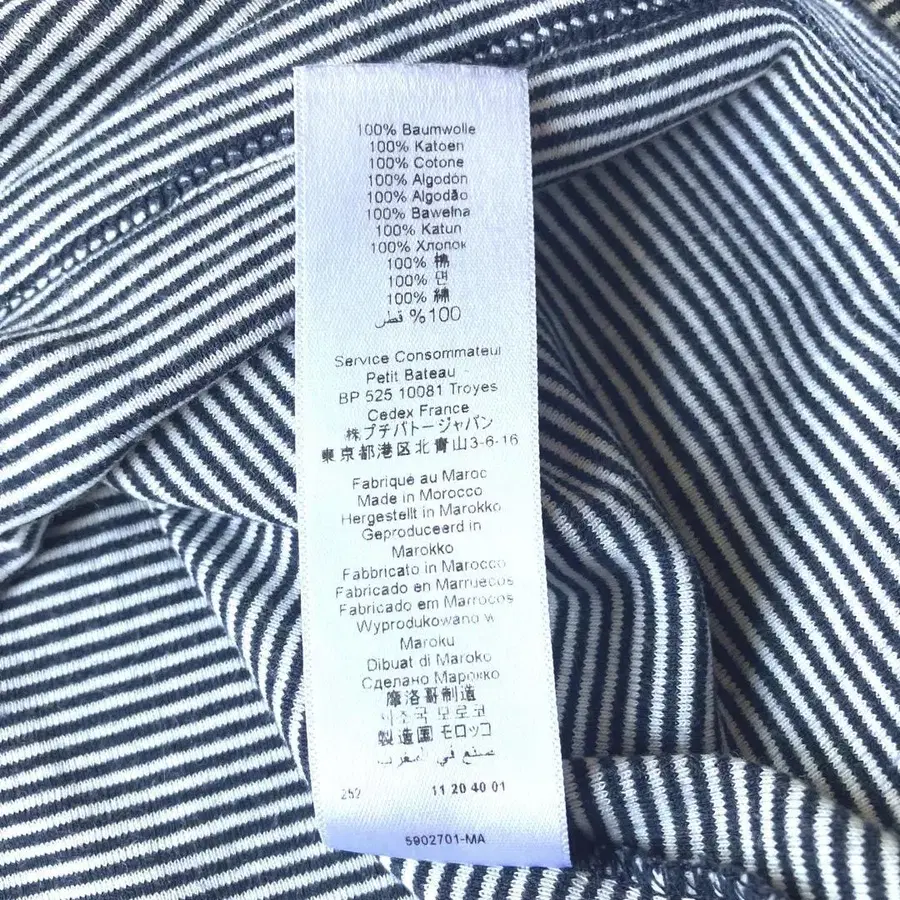 100% Baumwolle
100% Katoen
100% Cotone
100% Algodón
100% Algodão
100% Bawełna
100% Katun
100% Хлопок
100% 棉
100% 면
100% 綿
%100 قطن
Service Consommateur
Petit Bateau
BP 525 10081 Troyes
Cedex France
㈱プチバトージャパン
東京都港区北青山3-6-16
Fabriqué au Maroc
Made in Morocco
Hergestellt in Marokko
Geproduceerd in
Marokko
Fabbricato in Marocco
Fabricado en Marruecos
Fabricado em Marrocos
Wyprodukowano w
Maroku
Dibuat di Maroko
Сделано Марокко
摩洛哥制造
제조국 모로코
製造国 モロッコ
صنع في المغرب
252 11 20 40 01
5902701-MA